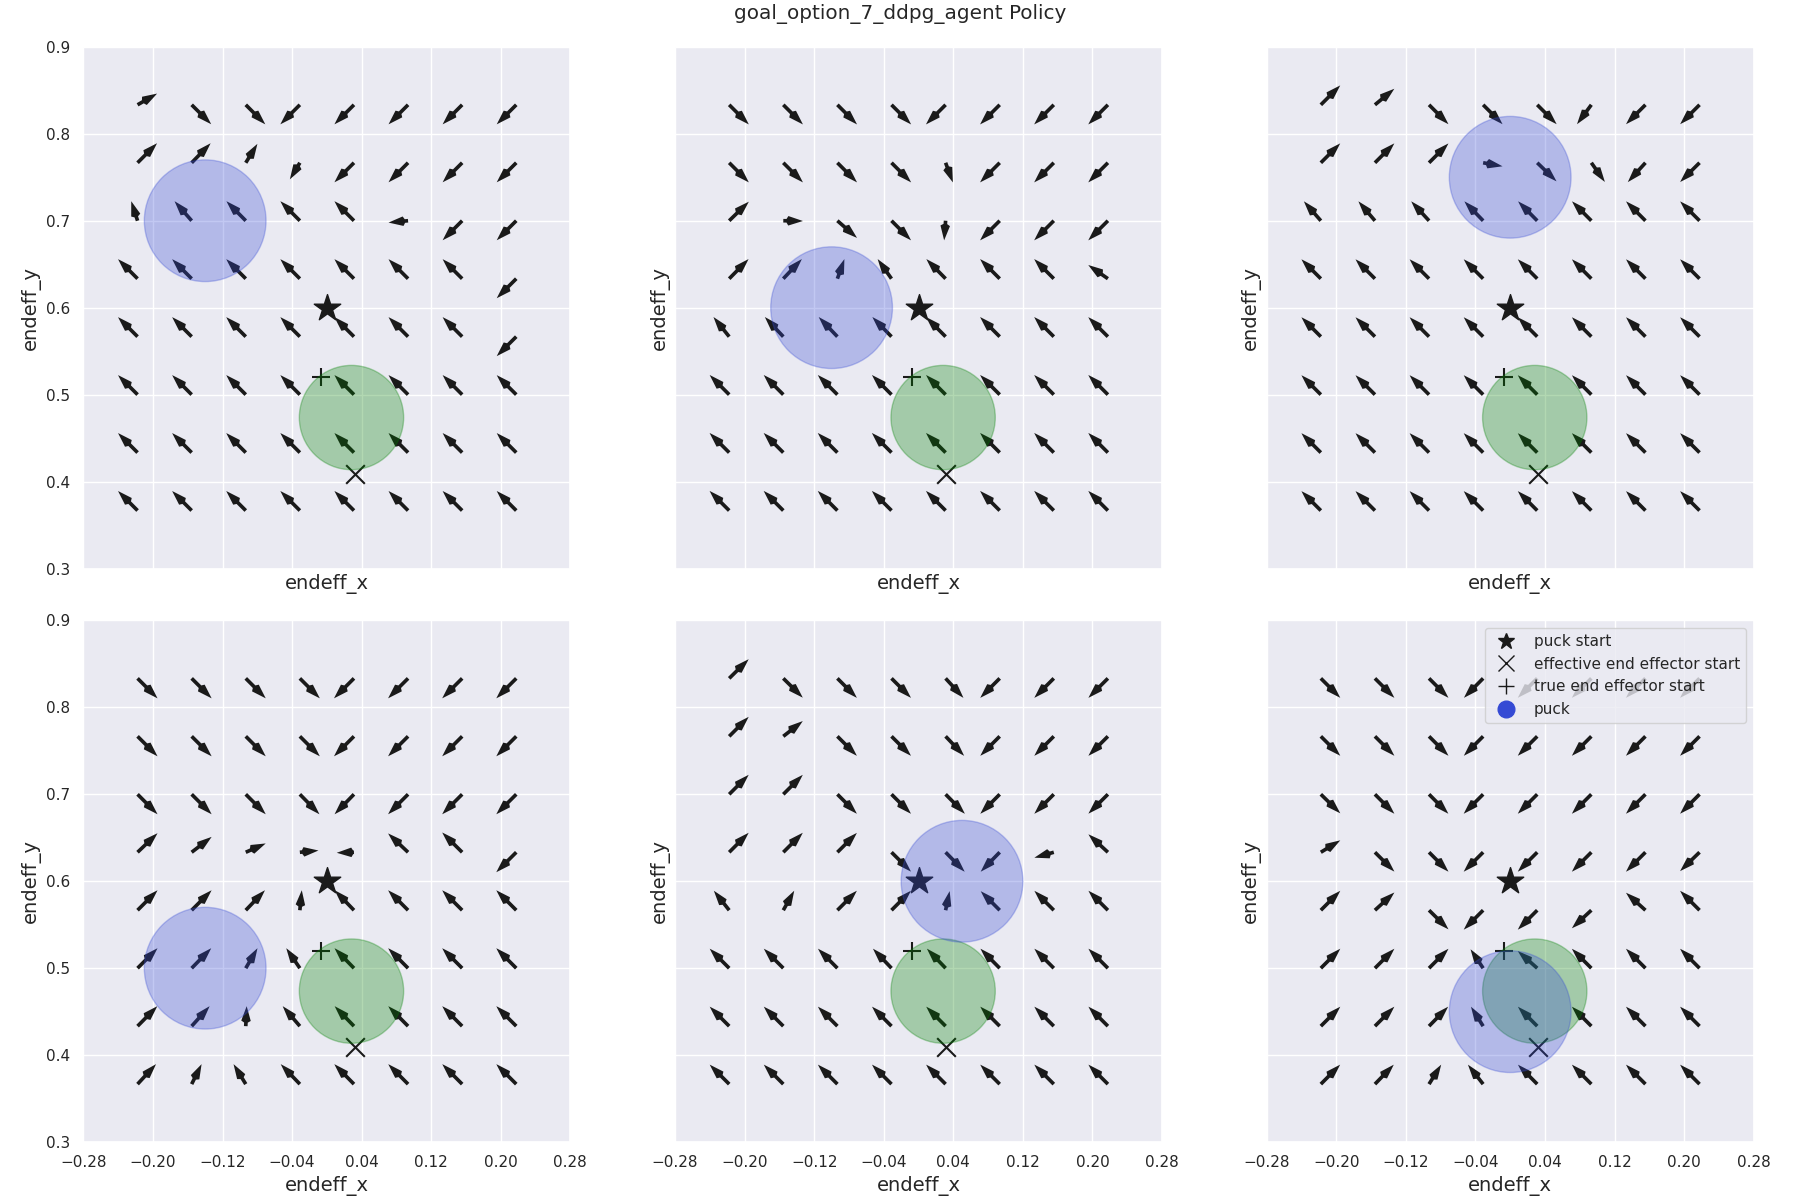 goal_option_7_ddpg_agent Policy
0.9
0.8
0.7
0.6
0.5
0.4
0.3
endeff_y
endeff_x
endeff_y
endeff_x
endeff_y
endeff_x
0.9
0.8
0.7
0.6
0.5
0.4
0.3
endeff_y
−0.28 −0.20 −0.12 −0.04 0.04 0.12 0.20 0.28
endeff_x
endeff_y
−0.28 −0.20 −0.12 −0.04 0.04 0.12 0.20 0.28
endeff_x
puck start
effective end effector start
true end effector start
puck
endeff_y
−0.28 −0.20 −0.12 −0.04 0.04 0.12 0.20 0.28
endeff_x